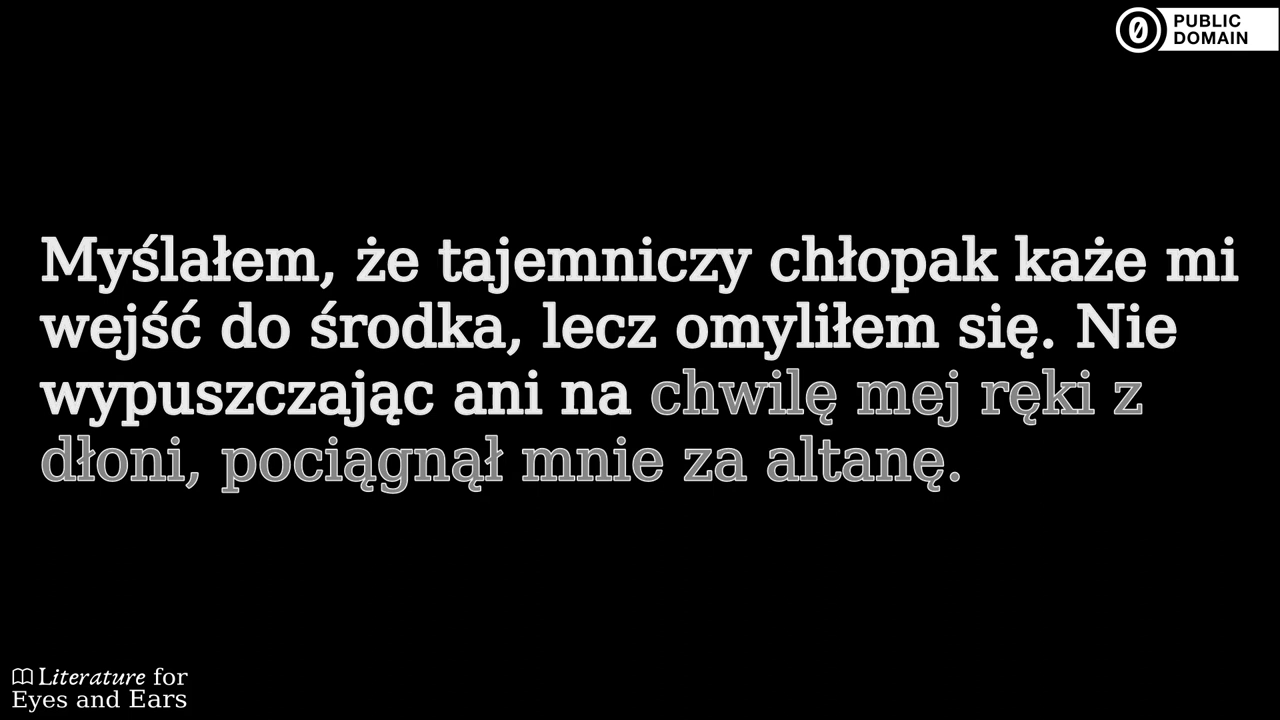 PUBLIC
DOMAIN
Myślałem, że tajemniczy chłopak każe mi
wejść do środka, lecz omyliłem się. Nie
wypuszczając ani na chwilę mej ręki z
dłoni, pociągnął mnie za altanę.
Literature for
Eyes and Ears